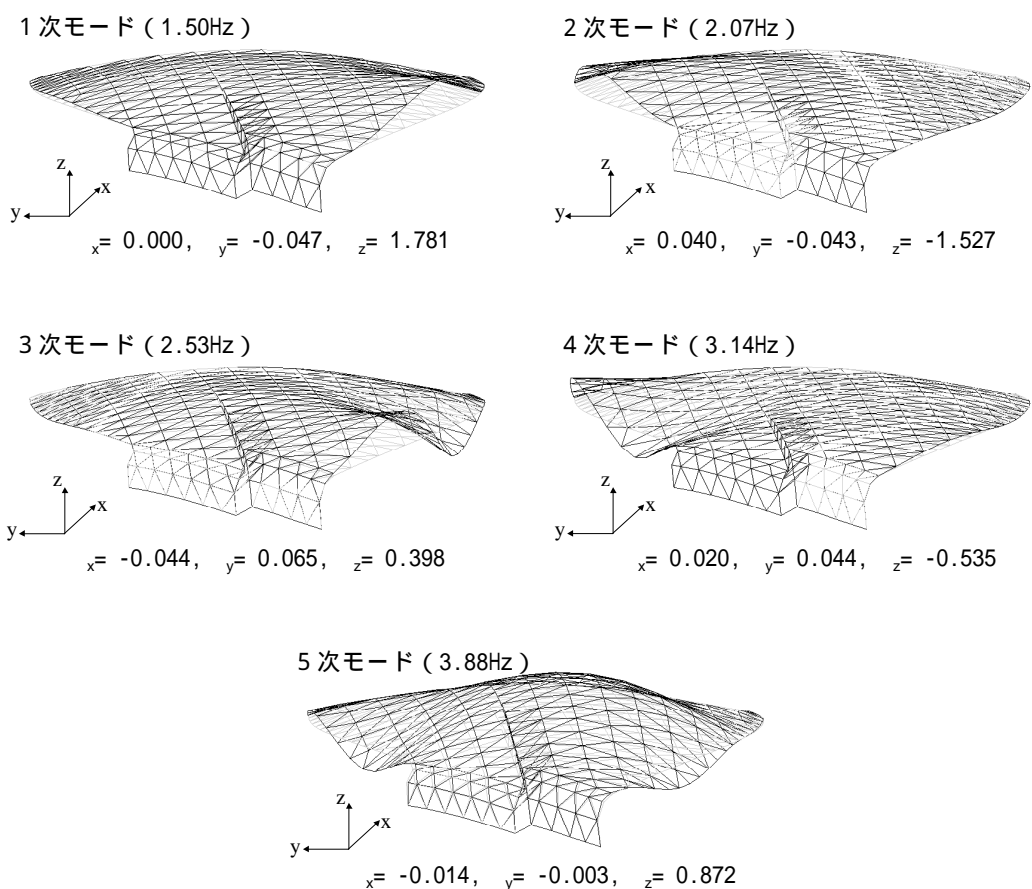 1次モード(1.50Hz)
z
x
y
x= 0.000, y= -0.047, z= 1.781
2次モード(2.07Hz)
z
x
y
x= 0.040, y= -0.043, z= -1.527
3次モード(2.53Hz)
z
x
y
x= -0.044, y= 0.065, z= 0.398
4次モード(3.14Hz)
z
x
y
x= 0.020, y= 0.044, z= -0.535
5次モード(3.88Hz)
z
x
y
x= -0.014, y= -0.003, z= 0.872